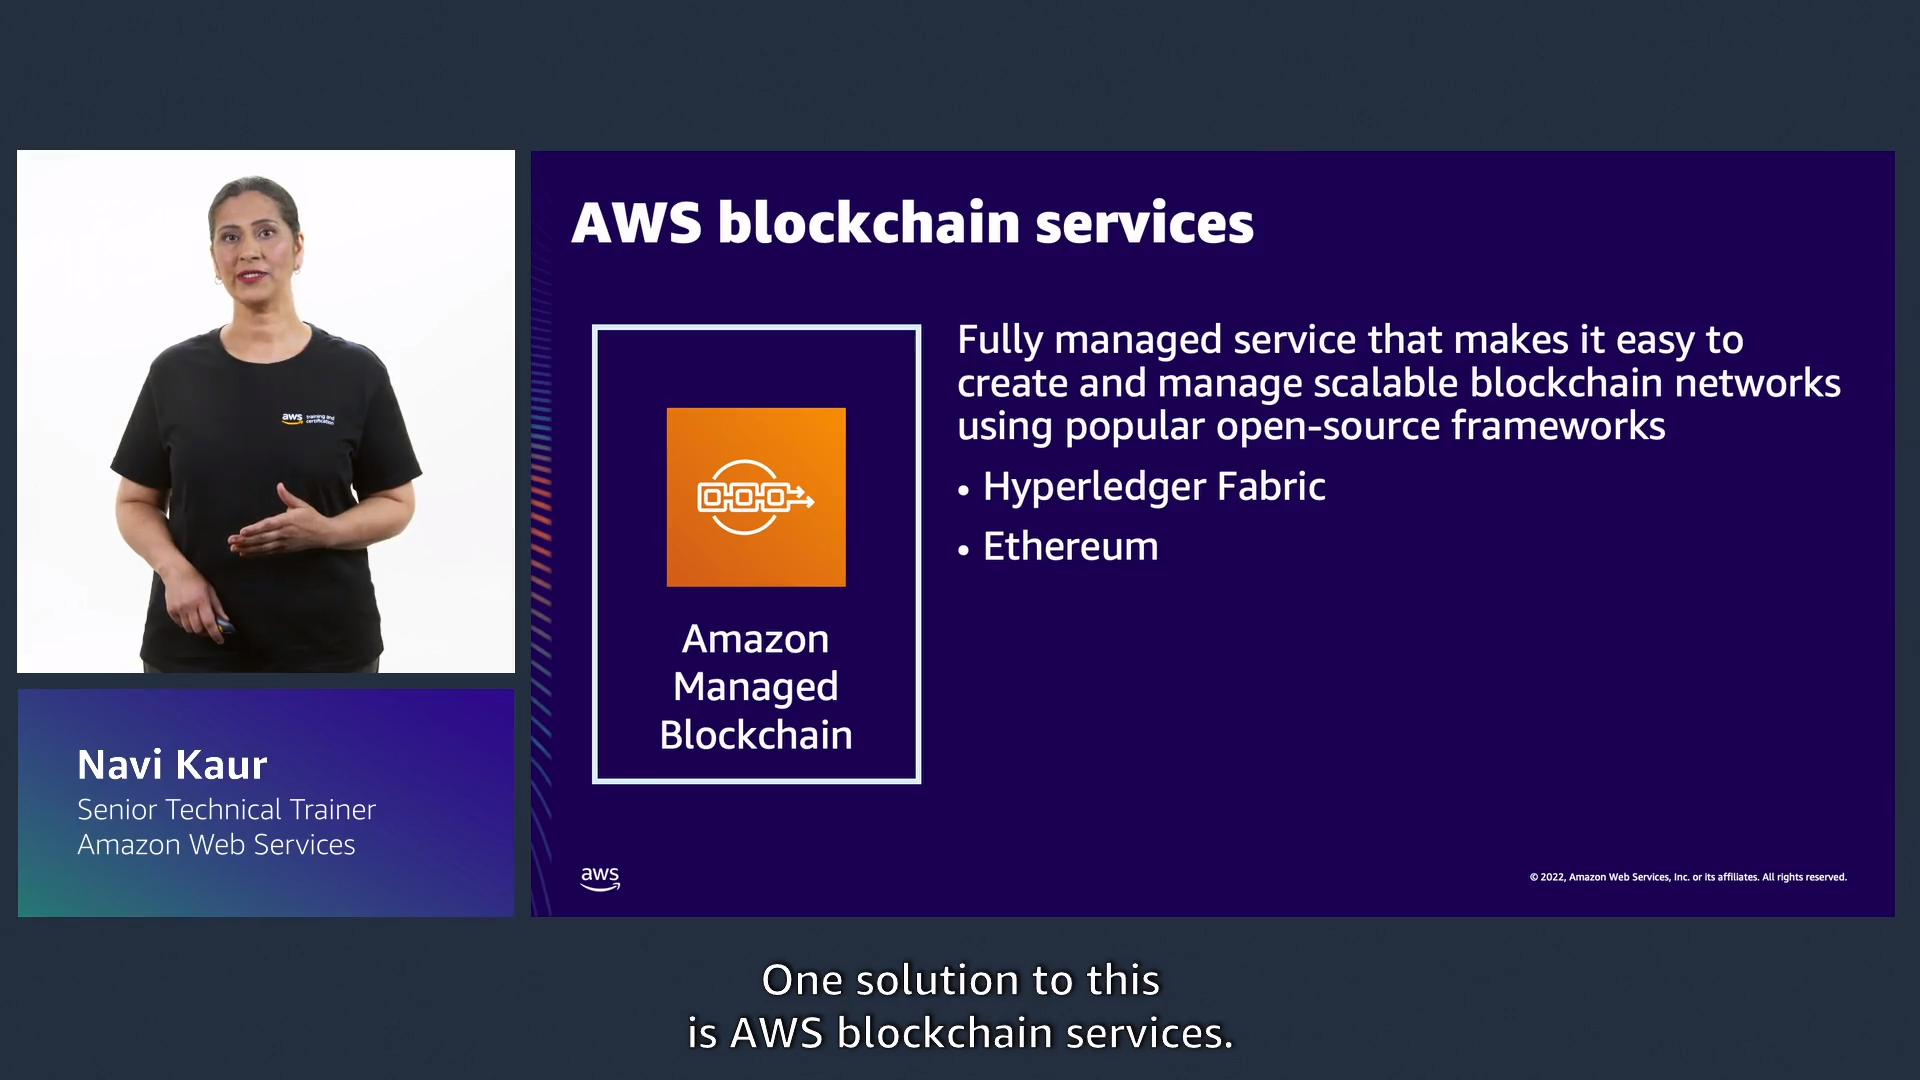 AWS blockchain services
aws training and
certification
Fully managed service that makes it easy to
create and manage scalable blockchain networks
using popular open-source frameworks
• Hyperledger Fabric
• Ethereum
Amazon
Managed
Blockchain
Navi Kaur
Senior Technical Trainer
Amazon Web Services
aws
© 2022, Amazon Web Services, Inc. or its affiliates. All rights reserved.
One solution to this
is AWS blockchain services.